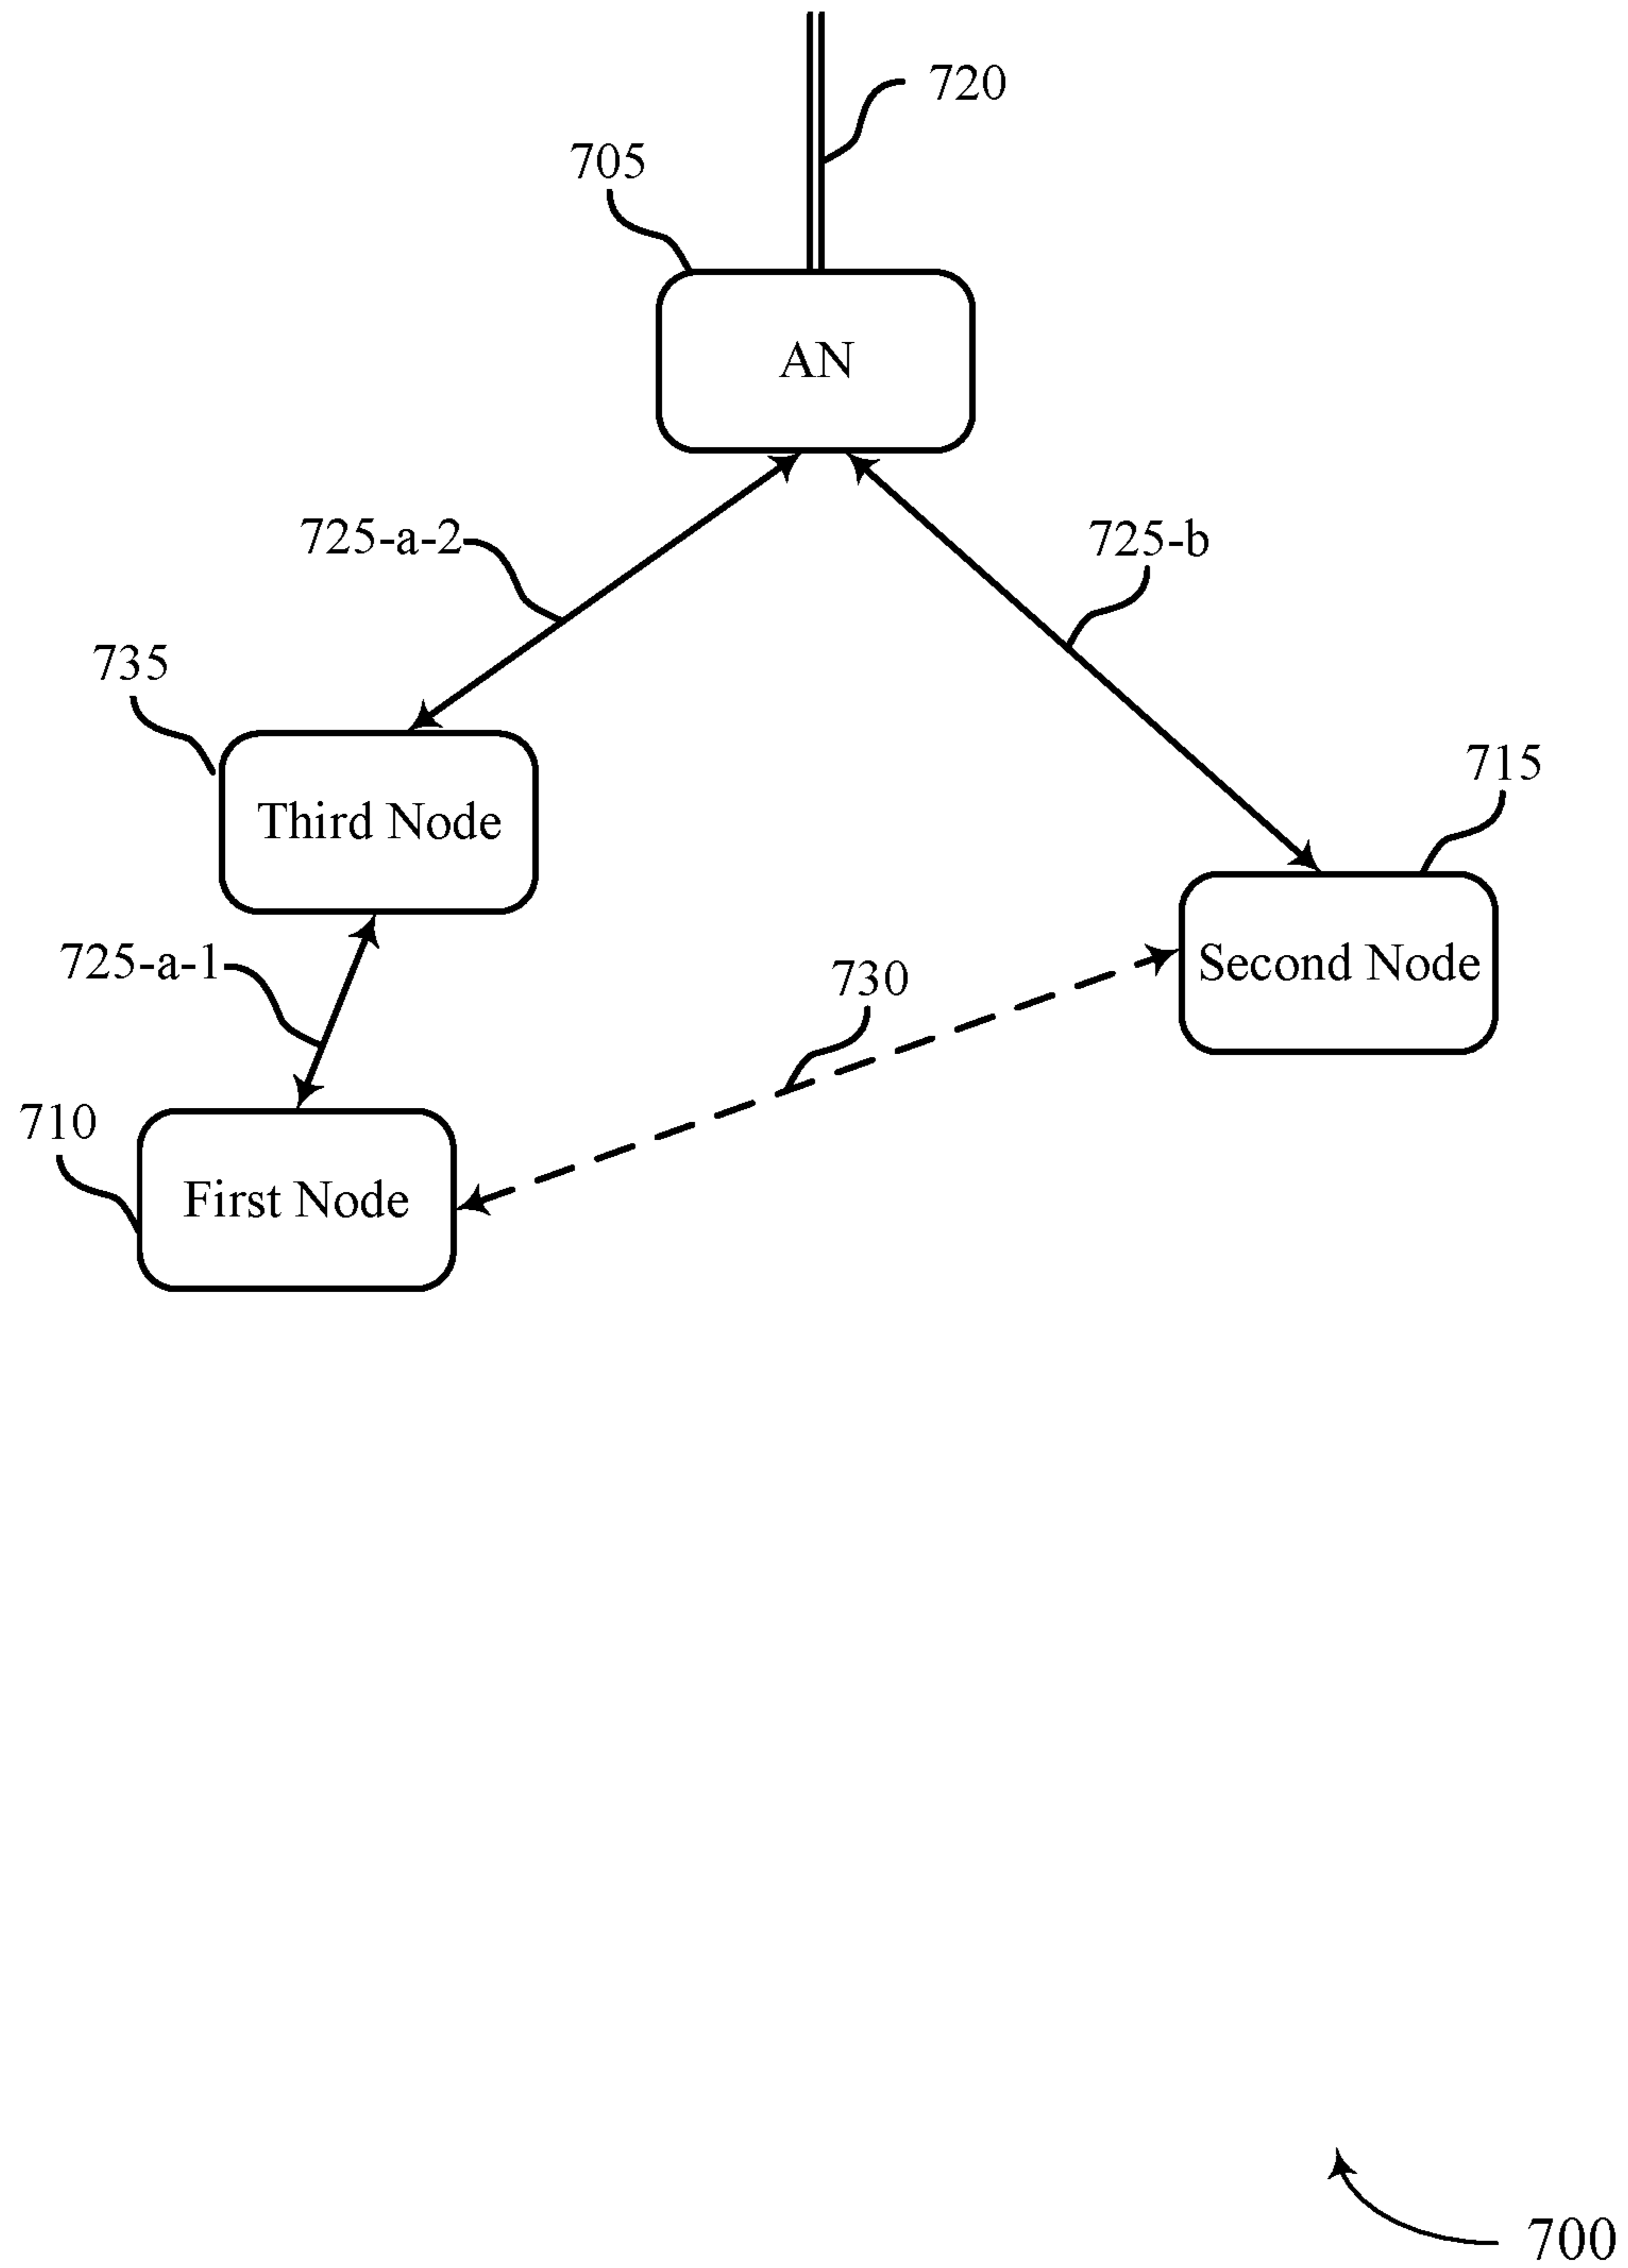 720
705
AN
725-a-2
725-b
735
715
Third Node
725-a-1
730
Second Node
710
First Node
700